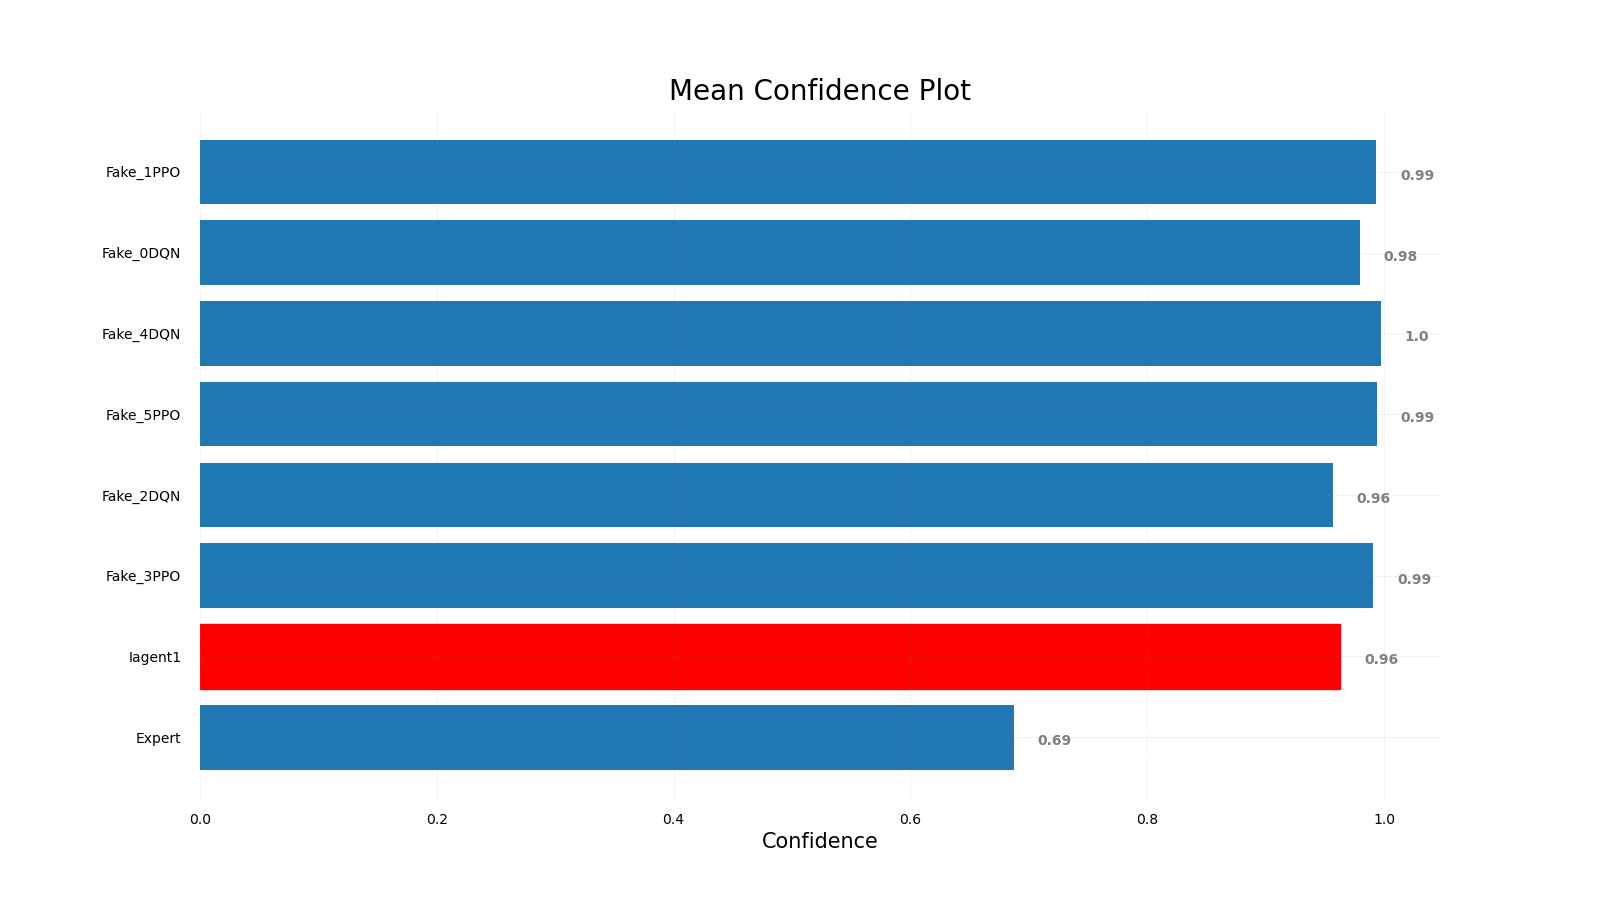 Mean Confidence Plot
Fake_1PPO 0.99
Fake_0DQN 0.98
Fake_4DQN 1.0
Fake_5PPO 0.99
Fake_2DQN 0.96
Fake_3PPO 0.99
Iagent1 0.96
Expert 0.69
0.0 0.2 0.4 0.6 0.8 1.0
Confidence